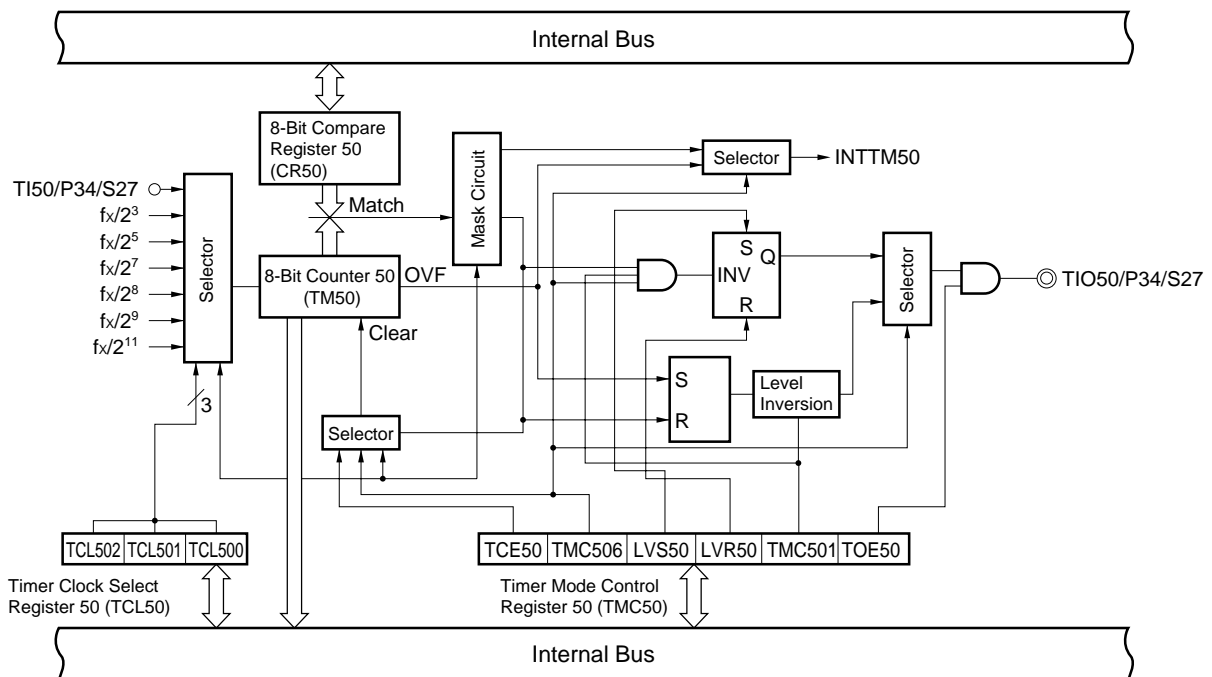 Internal Bus
8-Bit Compare
Register 50
(CR50)
Mask Circuit
Selector
INTTM50
TI50/P34/S27
fx/2³
fx/2⁵
fx/2⁷
fx/2⁸
fx/2⁹
fx/2¹¹
Selector
Match
8-Bit Counter 50
(TM50)
OVF
Clear
S
Q
INV
R
Selector
TIO50/P34/S27
S
R
Level
Inversion
3
Selector
TCL502 TCL501 TCL500
Timer Clock Select
Register 50 (TCL50)
TCE50 TMC506 LVS50 LVR50 TMC501 TOE50
Timer Mode Control
Register 50 (TMC50)
Internal Bus